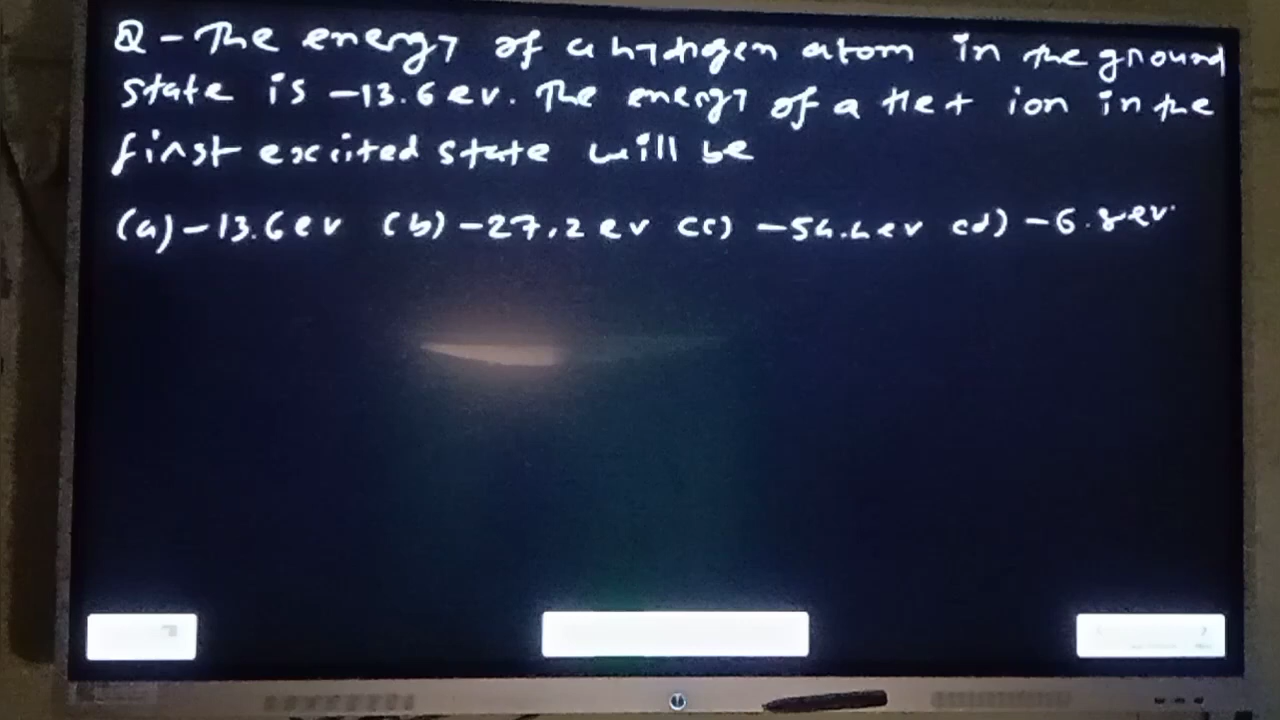 Q - The energy of a hydrogen atom in the ground
state is -13.6 ev. The energy of a He+ ion in the
first excited state will be
(a) -13.6 ev (b) -27.2 ev (c) -54.4 ev (d) -6.8 ev.